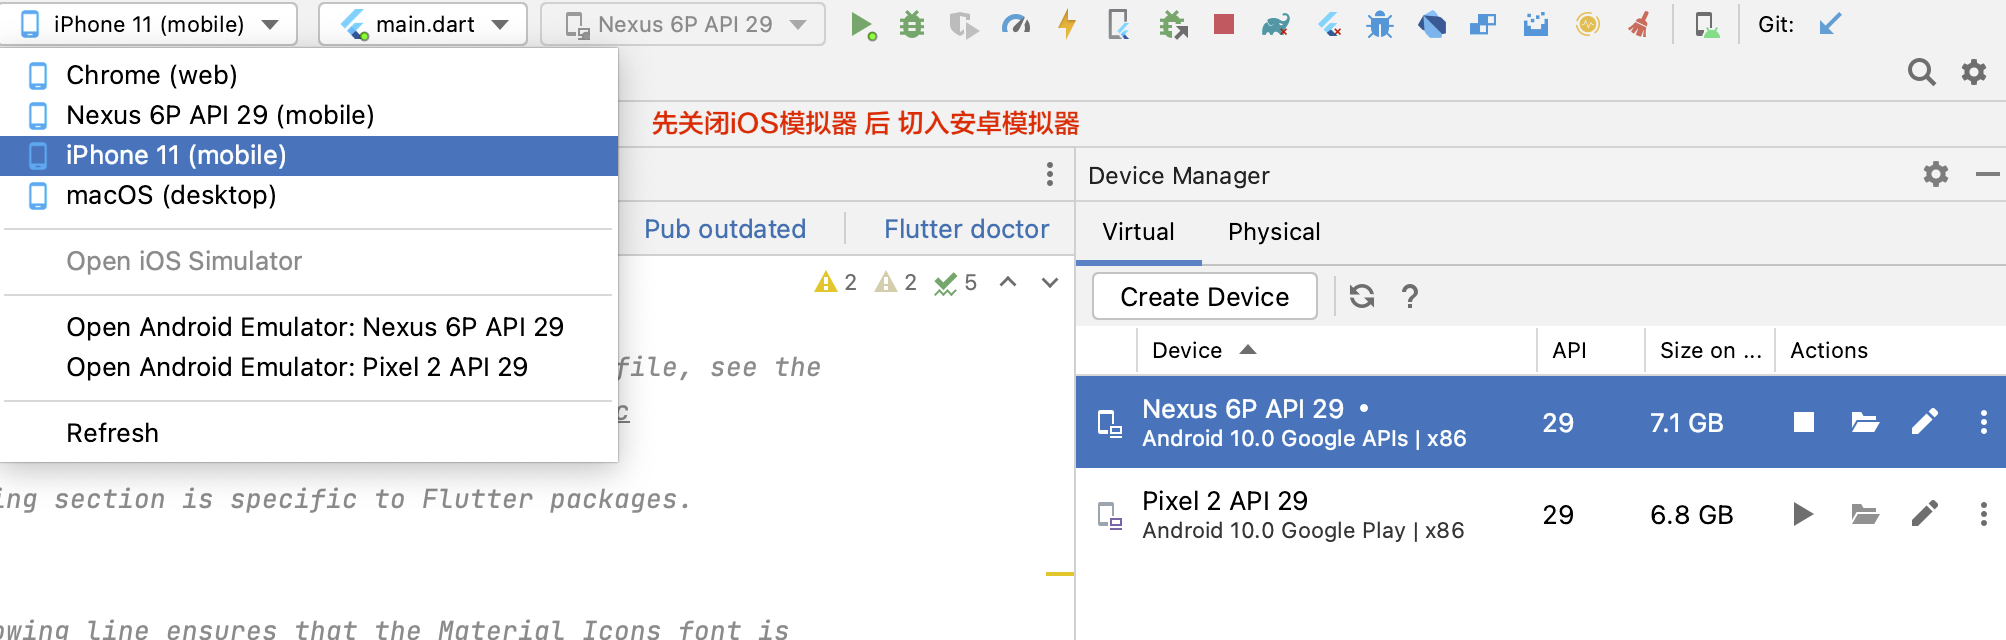 iPhone 11 (mobile)
main.dart
Nexus 6P API 29
Git:
Chrome (web)
Nexus 6P API 29 (mobile)
iPhone 11 (mobile)
macOS (desktop)
Open iOS Simulator
Open Android Emulator: Nexus 6P API 29
Open Android Emulator: Pixel 2 API 29
Refresh
先关闭iOS模拟器 后 切入安卓模拟器
Pub outdated
Flutter doctor
2 2 5
file, see the
c
ing section is specific to Flutter packages.
owing line ensures that the Material Icons font is
Device Manager
Virtual Physical
Create Device ?
Device API Size on ... Actions
Nexus 6P API 29 • 29 7.1 GB
Android 10.0 Google APIs | x86
Pixel 2 API 29 29 6.8 GB
Android 10.0 Google Play | x86